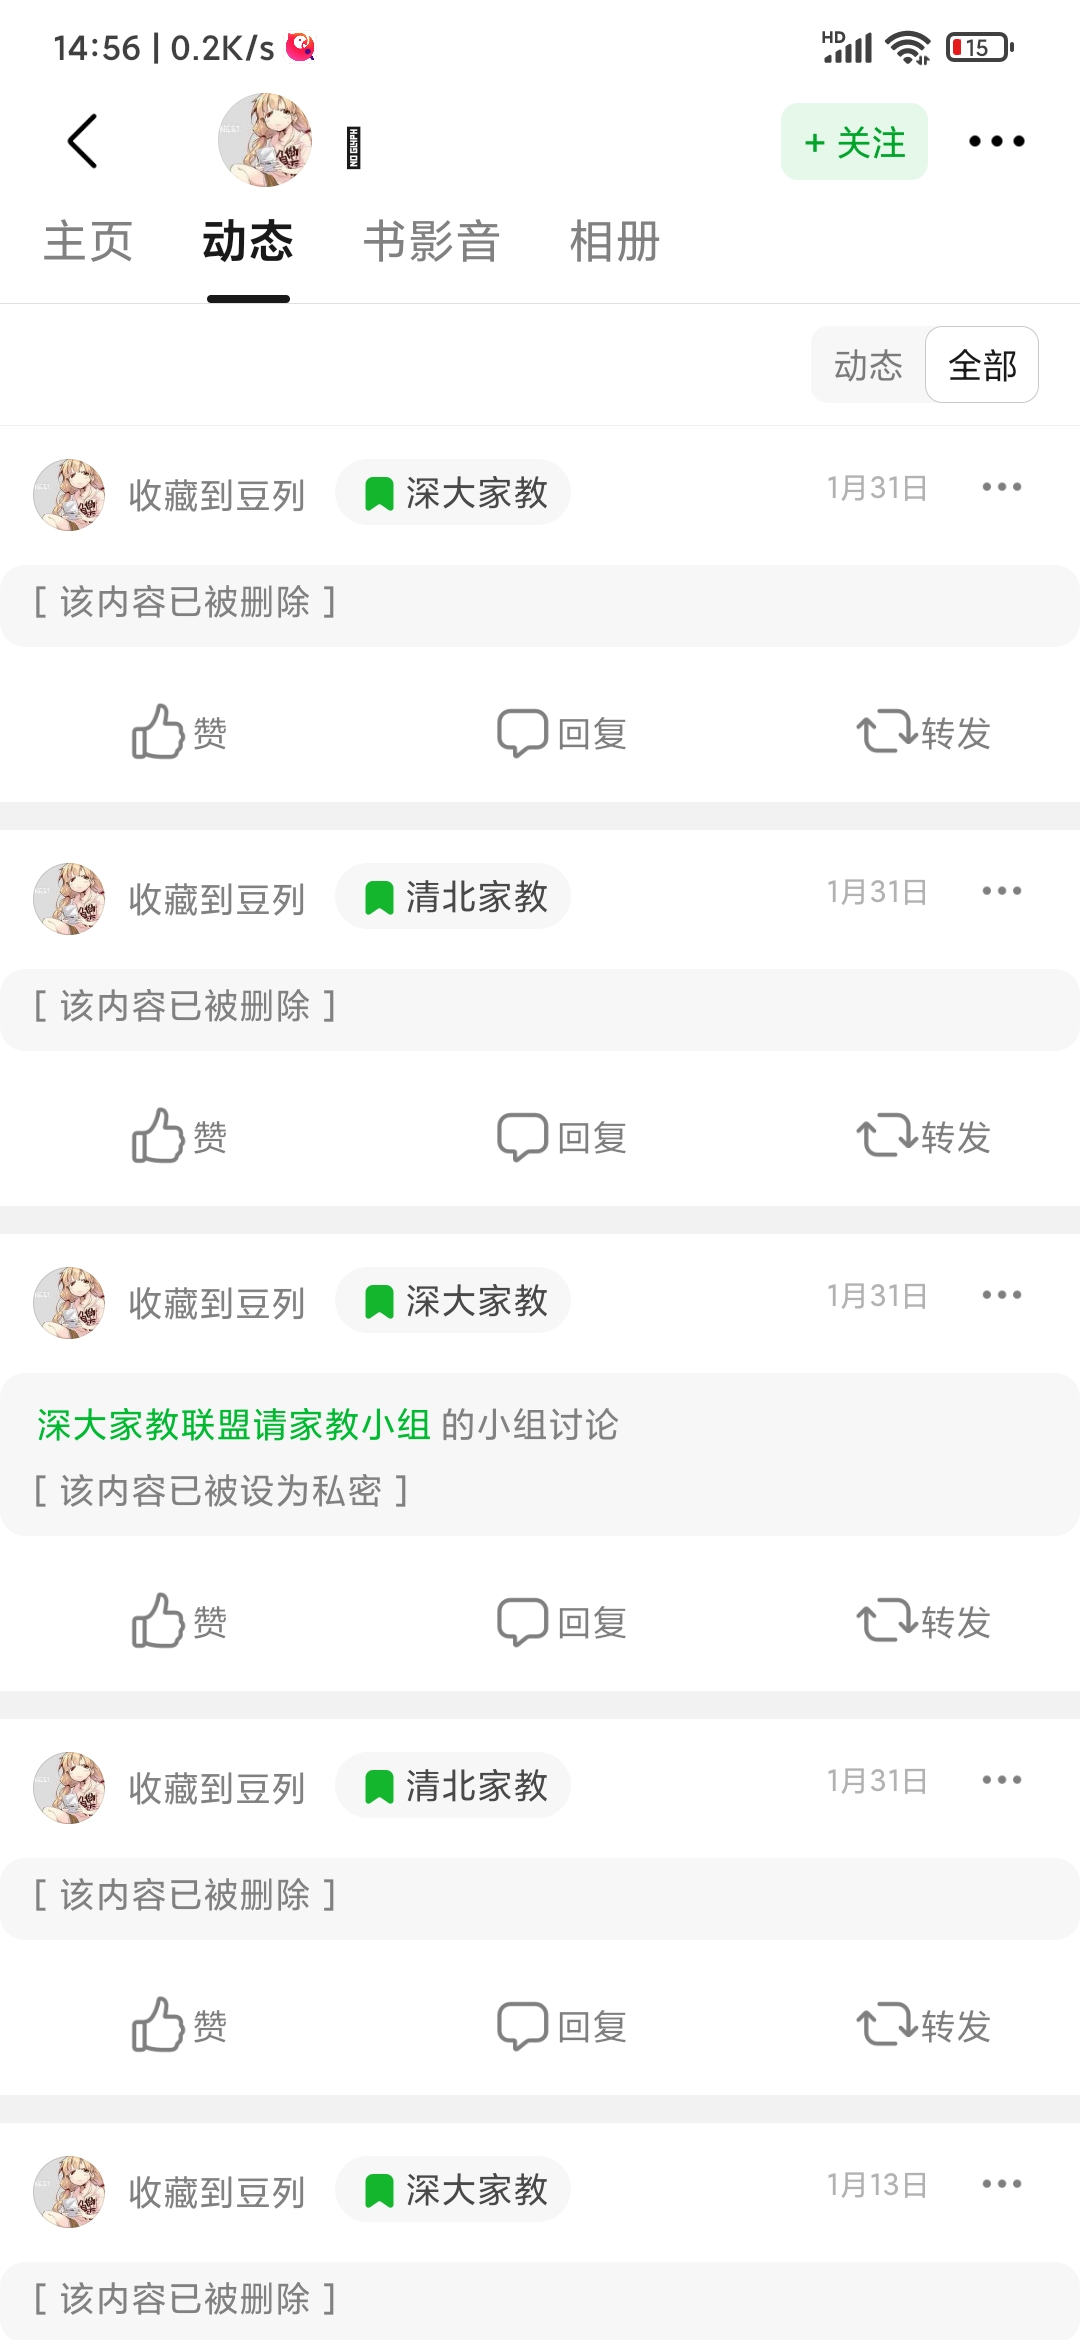 14:56 | 0.2K/s
HD
15
NO GLYPH
+ 关注
主页 动态 书影音 相册
动态 全部
收藏到豆列 深大家教 1月31日
[ 该内容已被删除 ]
赞 回复 转发
收藏到豆列 清北家教 1月31日
[ 该内容已被删除 ]
赞 回复 转发
收藏到豆列 深大家教 1月31日
深大家教联盟请家教小组 的小组讨论
[ 该内容已被设为私密 ]
赞 回复 转发
收藏到豆列 清北家教 1月31日
[ 该内容已被删除 ]
赞 回复 转发
收藏到豆列 深大家教 1月13日
[ 该内容已被删除 ]